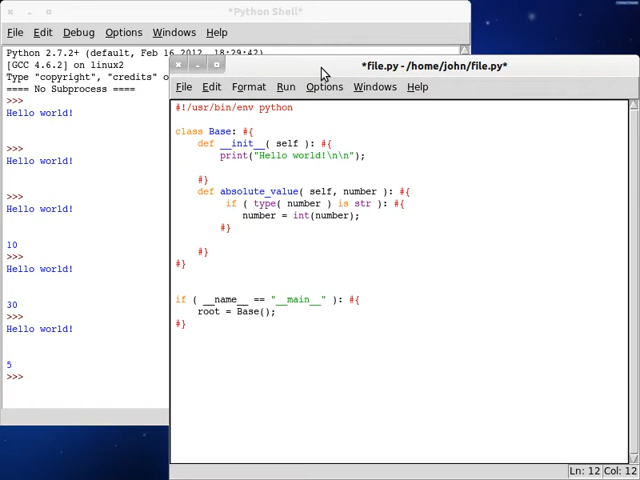 *Python Shell*
File Edit Debug Options Windows Help
Python 2.7.2+ (default, Feb 16 2012, 18:29:42)
[GCC 4.6.2] on linux2
Type "copyright", "credits" o
==== No Subprocess ====
>>>
Hello world!
>>>
Hello world!
>>>
Hello world!
10
>>>
Hello world!
30
>>>
Hello world!
5
>>>
*file.py - /home/john/file.py*
File Edit Format Run Options Windows Help
#!/usr/bin/env python
class Base: #{
def __init__( self ): #{
print("Hello world!\n\n");
#}
def absolute_value( self, number ): #{
if ( type( number ) is str ): #{
number = int(number);
#}
#}
#}
if ( __name__ == "__main__" ): #{
root = Base();
#}
Ln: 12 Col: 12